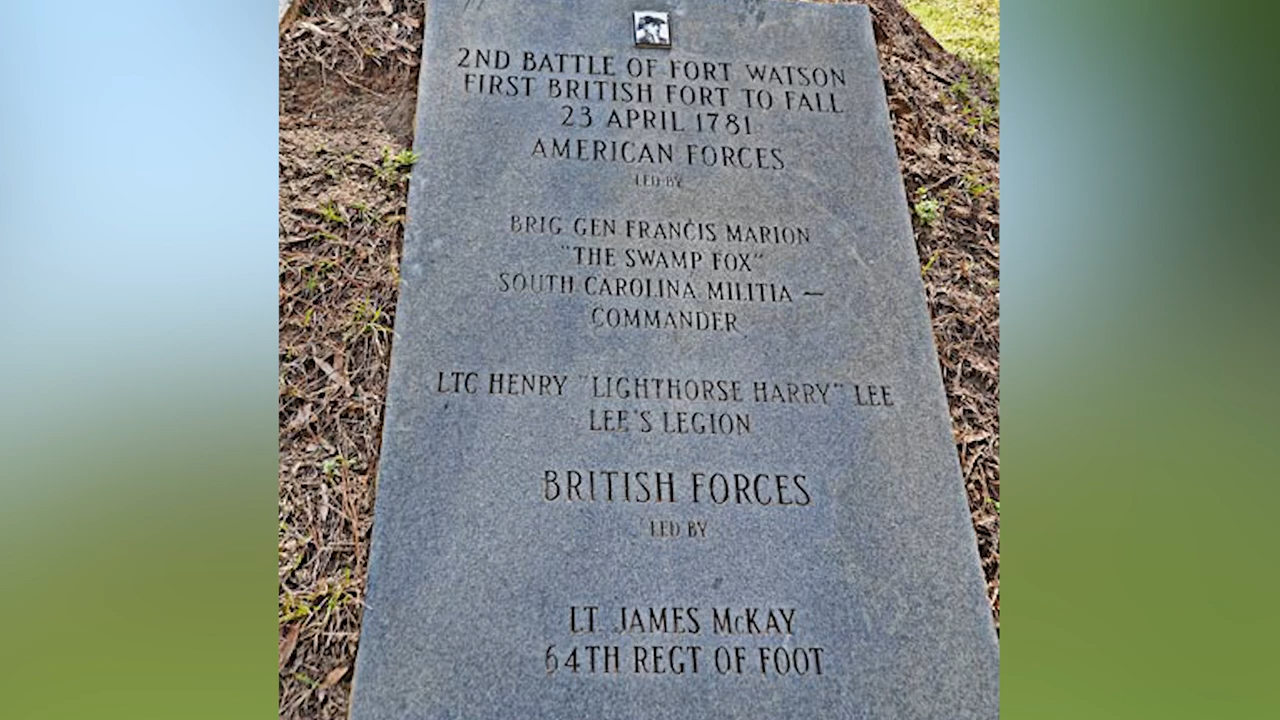 2ND BATTLE OF FORT WATSON
FIRST BRITISH FORT TO FALL
23 APRIL 1781
AMERICAN FORCES
LED BY
BRIG GEN FRANCIS MARION
"THE SWAMP FOX"
SOUTH CAROLINA MILITIA —
COMMANDER
LTC HENRY "LIGHTHORSE HARRY" LEE
LEE'S LEGION
BRITISH FORCES
LED BY
LT. JAMES McKAY
64TH REGT OF FOOT